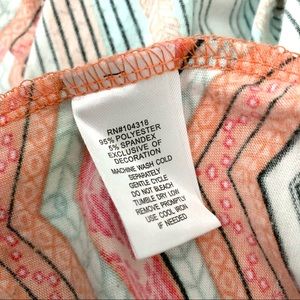 RN#104316
95% POLYESTER
5% SPANDEX
EXCLUSIVE OF
DECORATION
MACHINE WASH COLD
SEPARATELY
GENTLE CYCLE
DO NOT BLEACH
TUMBLE DRY LOW
REMOVE PROMPTLY
USE COOL IRON
IF NEEDED